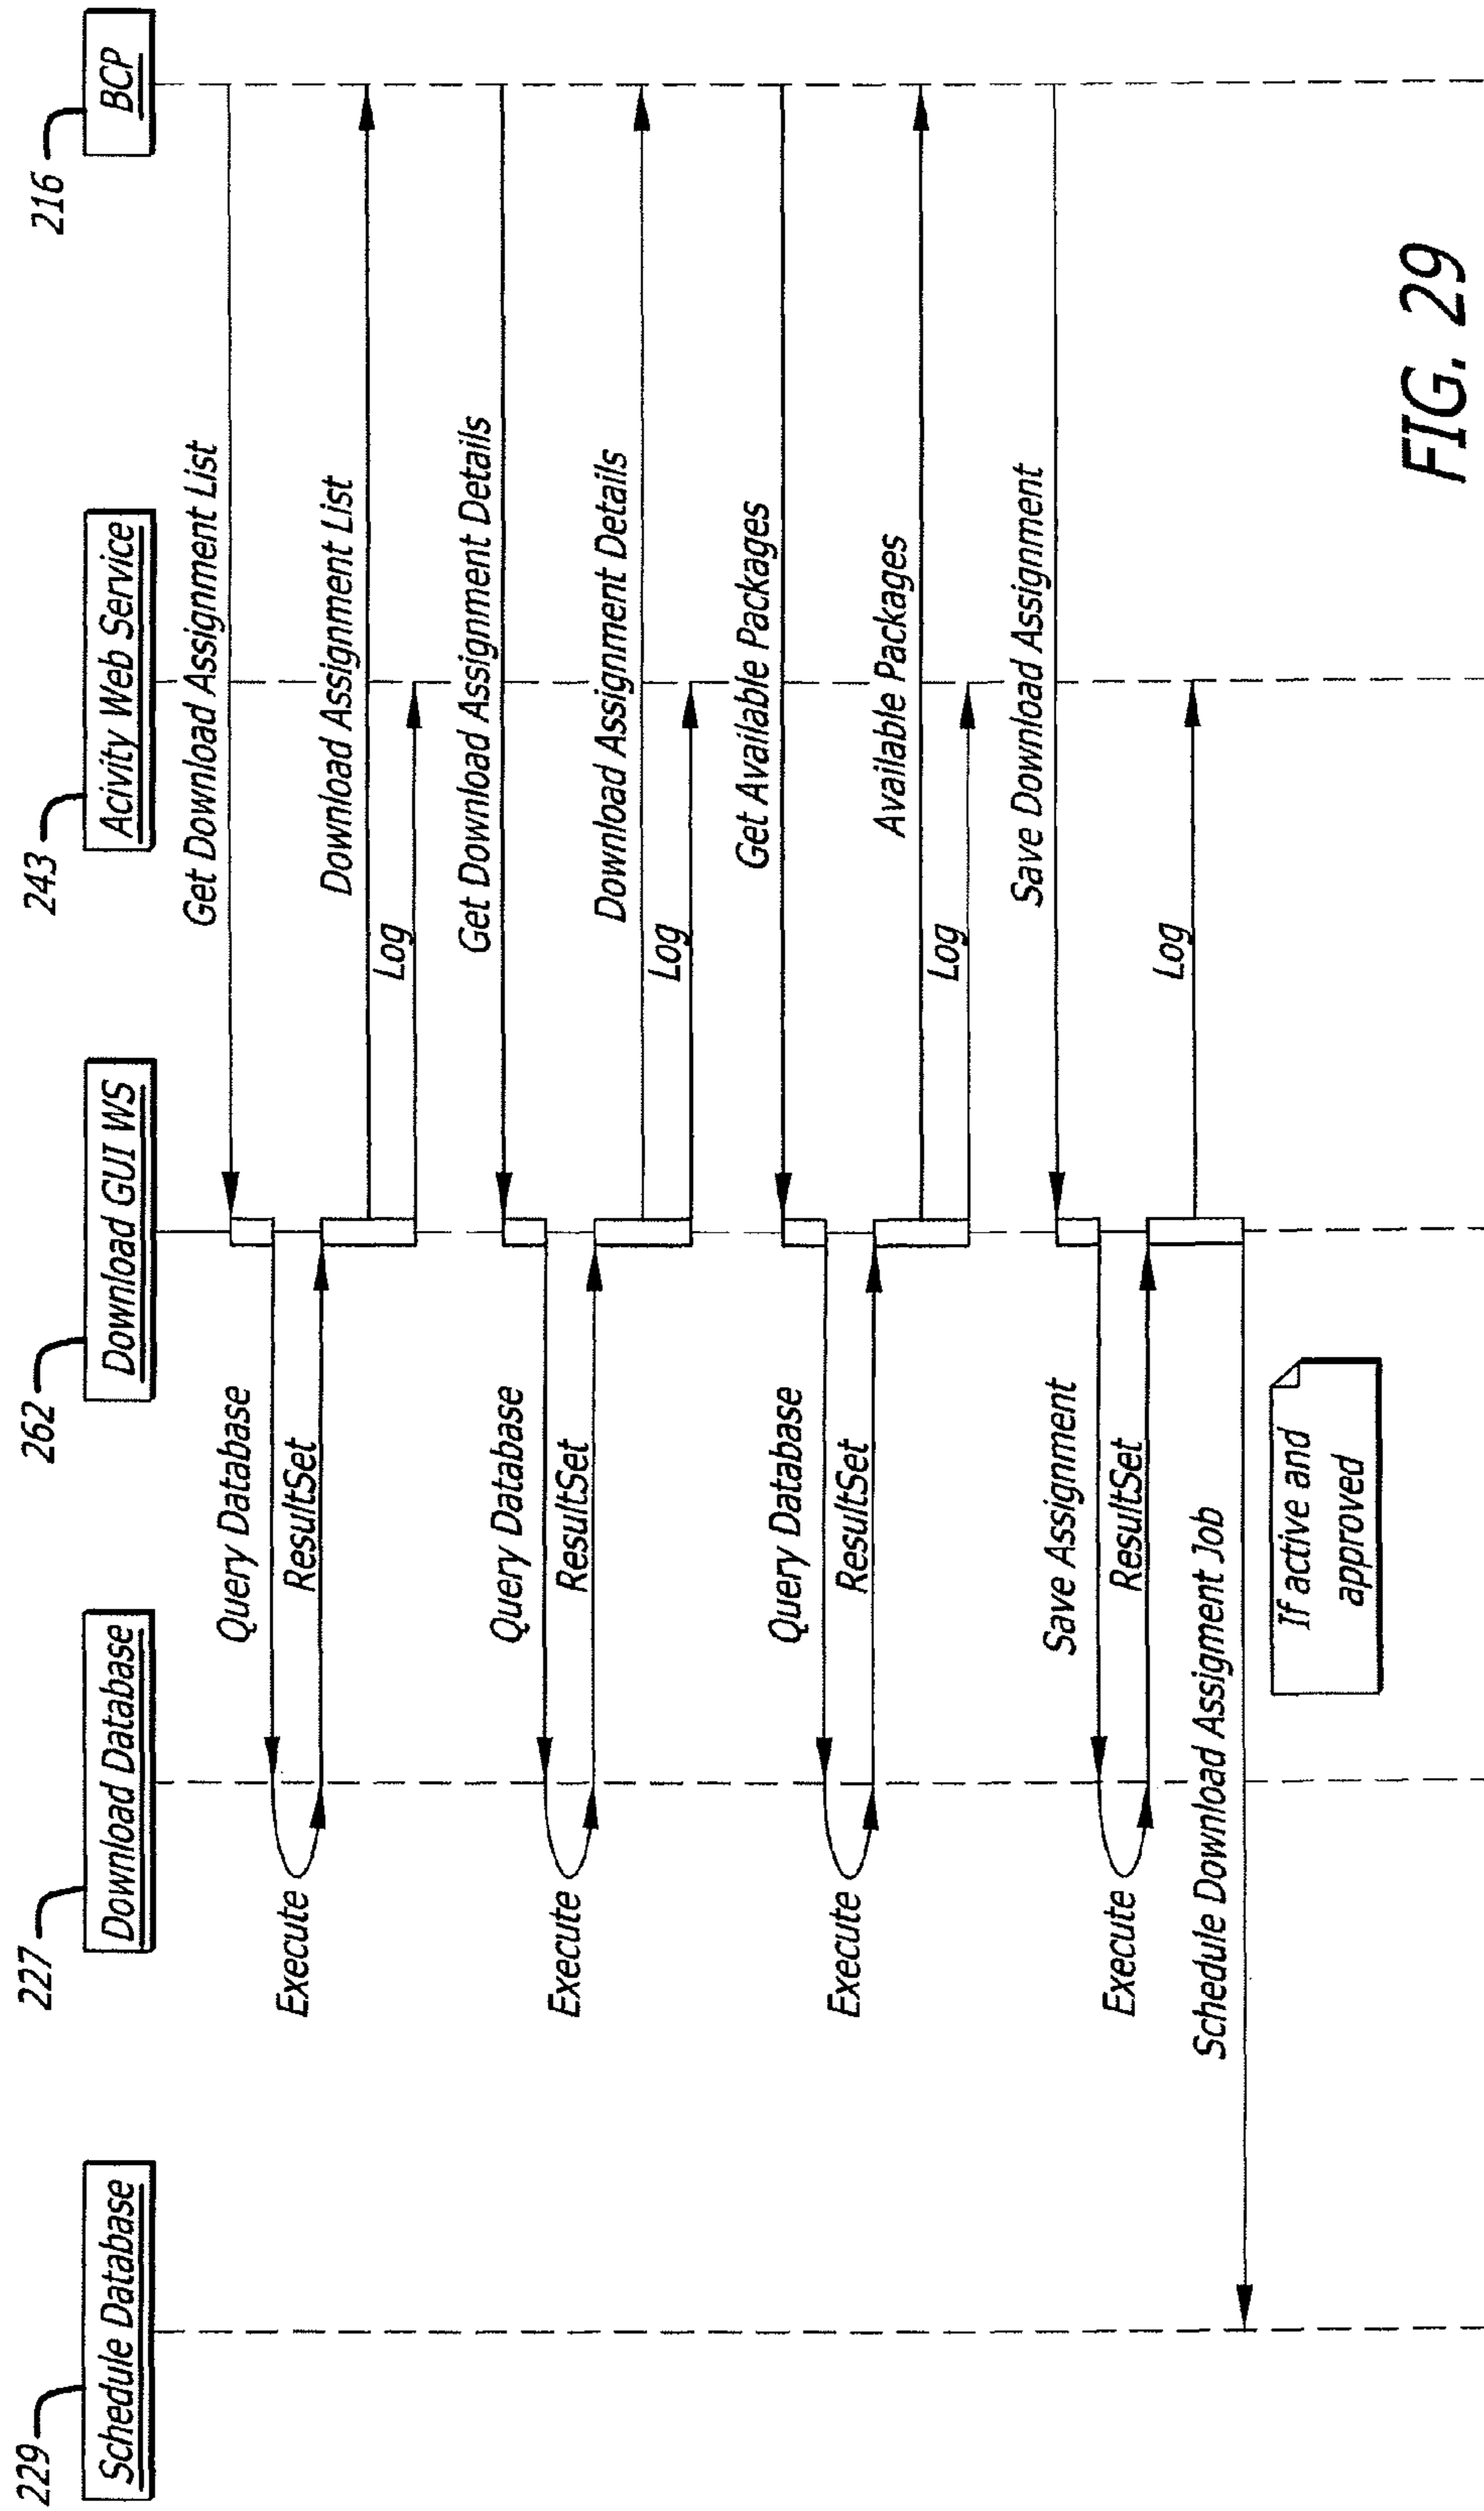 229
Schedule Database
227
Download Database
262
Download GUI WS
243
Acivity Web Service
216
BCP
Get Download Assignment List
Query Database
Execute
ResultSet
Download Assignment List
Log
Get Download Assignment Details
Query Database
Execute
ResultSet
Download Assignment Details
Log
Get Available Packages
Query Database
Execute
ResultSet
Available Packages
Log
Save Download Assignment
Save Assignment
Execute
ResultSet
Log
Schedule Download Assigment Job
If active and
approved
FIG. 29